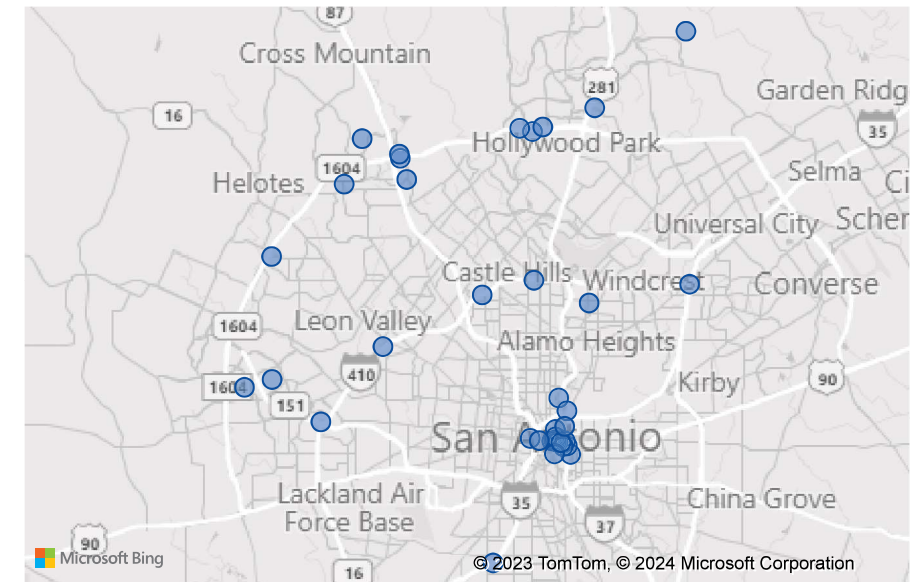 87
Cross Mountain
281
Garden Ridg
16
35
Hollywood Park
1604
Selma
Helotes
Ci
Universal City
Scher
Castle Hills
Windcrest
Converse
1604
Leon Valley
Alamo Heights
410
Kirby
90
1604
151
San Antonio
Lackland Air
Force Base
35
China Grove
37
90
Microsoft Bing
16
© 2023 TomTom, © 2024 Microsoft Corporation